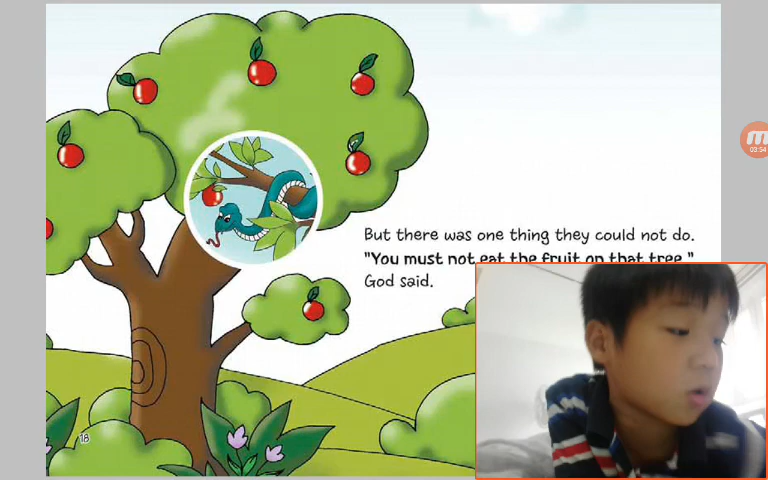 But there was one thing they could not do.
"You must not eat the fruit on that tree,"
God said.
18
03:54